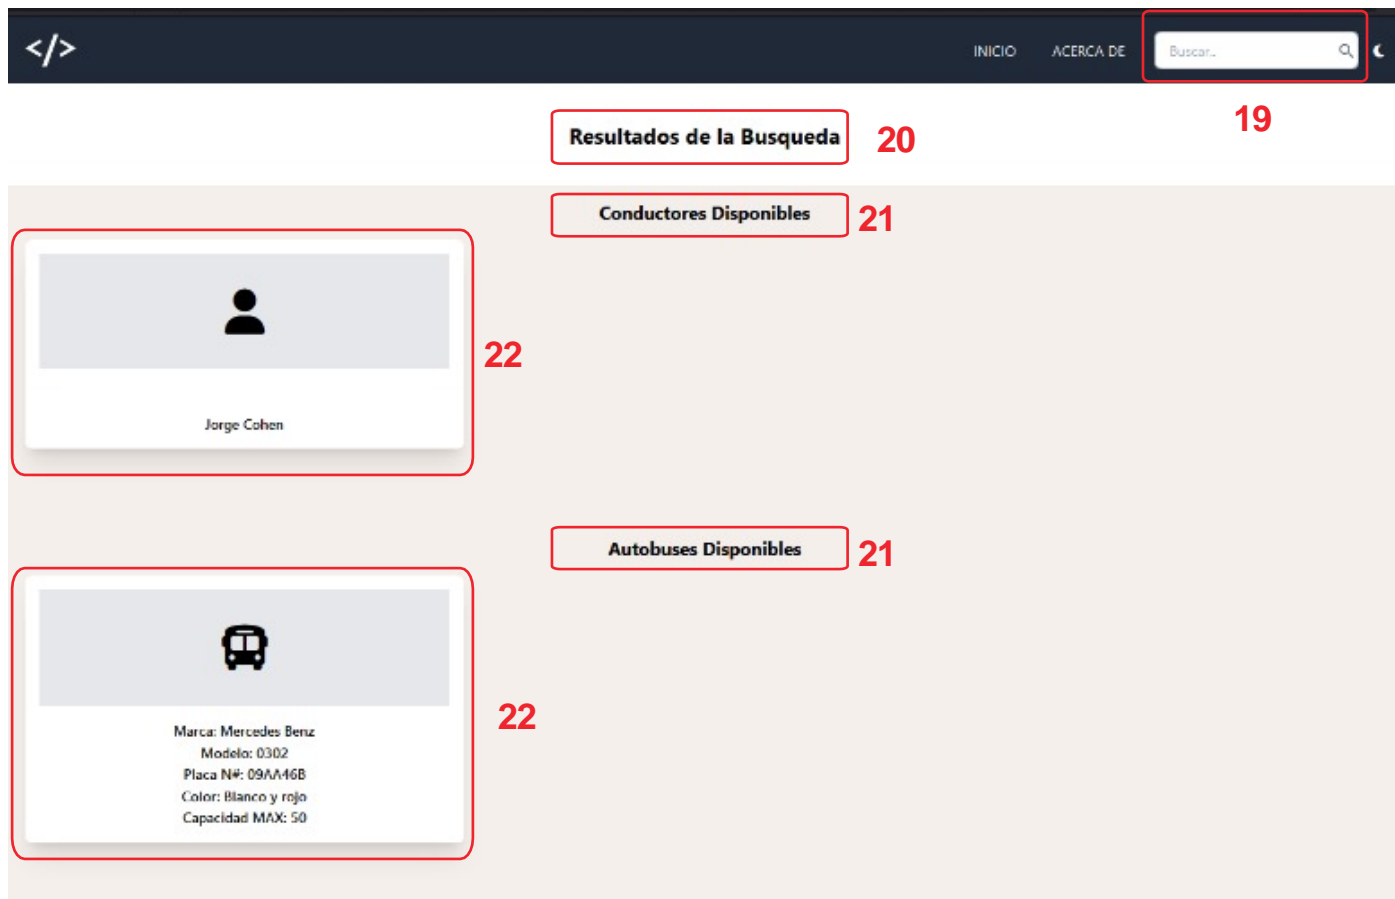 </>
INICIO ACERCA DE Buscar...
19
Resultados de la Busqueda 20
Conductores Disponibles 21
22
Jorge Cohen
Autobuses Disponibles 21
22
Marca: Mercedes Benz
Modelo: 0302
Placa N#: 09AA46B
Color: Blanco y rojo
Capacidad MAX: 50